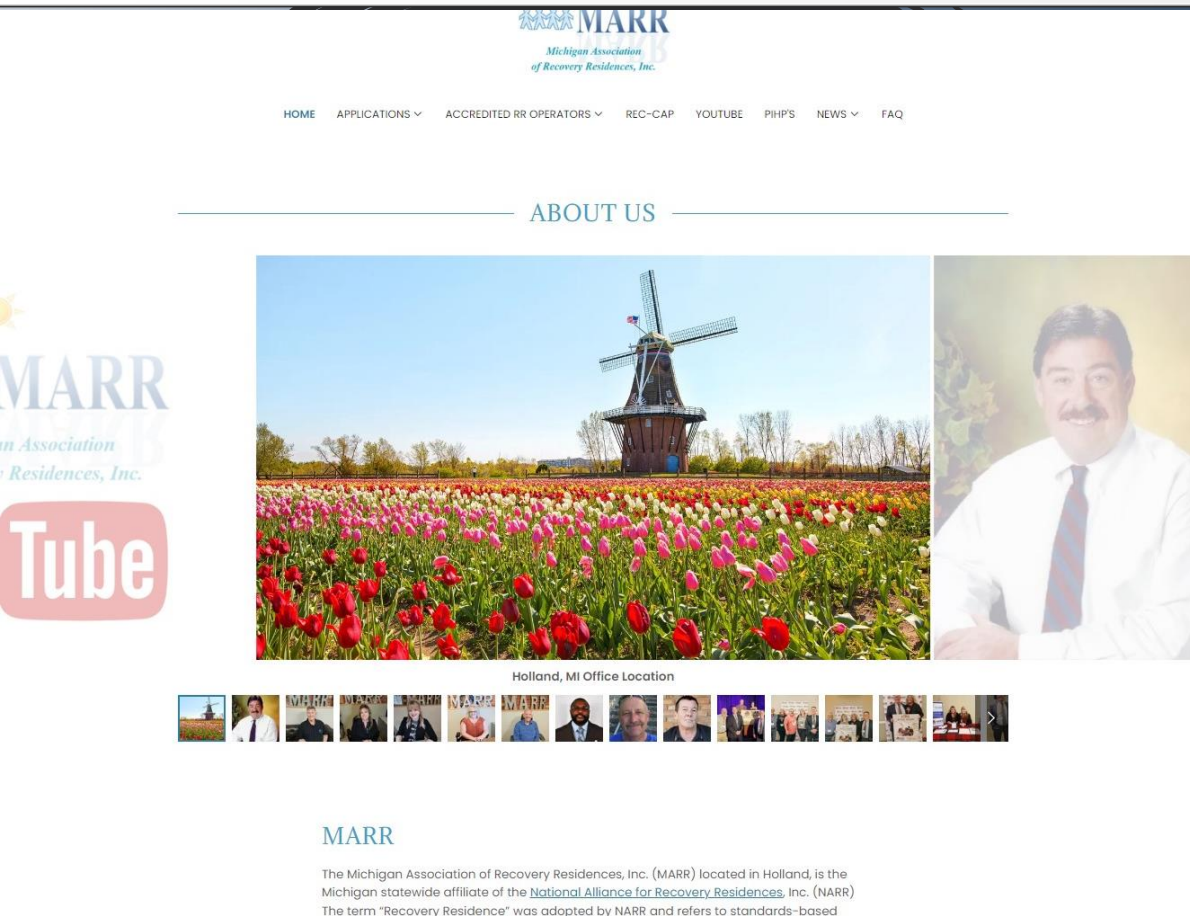 MARR
Michigan Association
of Recovery Residences, Inc.
HOME APPLICATIONS ACCREDITED RR OPERATORS REC-CAP YOUTUBE PIHP'S NEWS FAQ
ABOUT US
MARR
an Association
Residences, Inc.
Tube
Holland, MI Office Location
MARR
The Michigan Association of Recovery Residences, Inc. (MARR) located in Holland, is the
Michigan statewide affiliate of the National Alliance for Recovery Residences, Inc. (NARR)
The term “Recovery Residence” was adopted by NARR and refers to standards-based